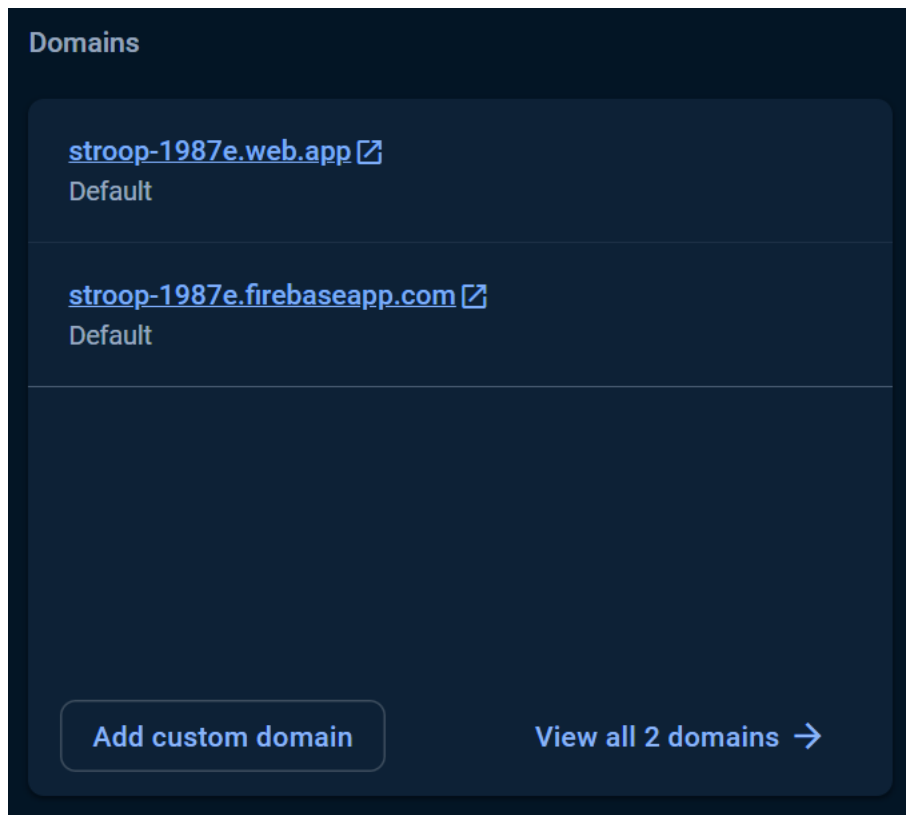 Domains
stroop-1987e.web.app
Default
stroop-1987e.firebaseapp.com
Default
Add custom domain
View all 2 domains →